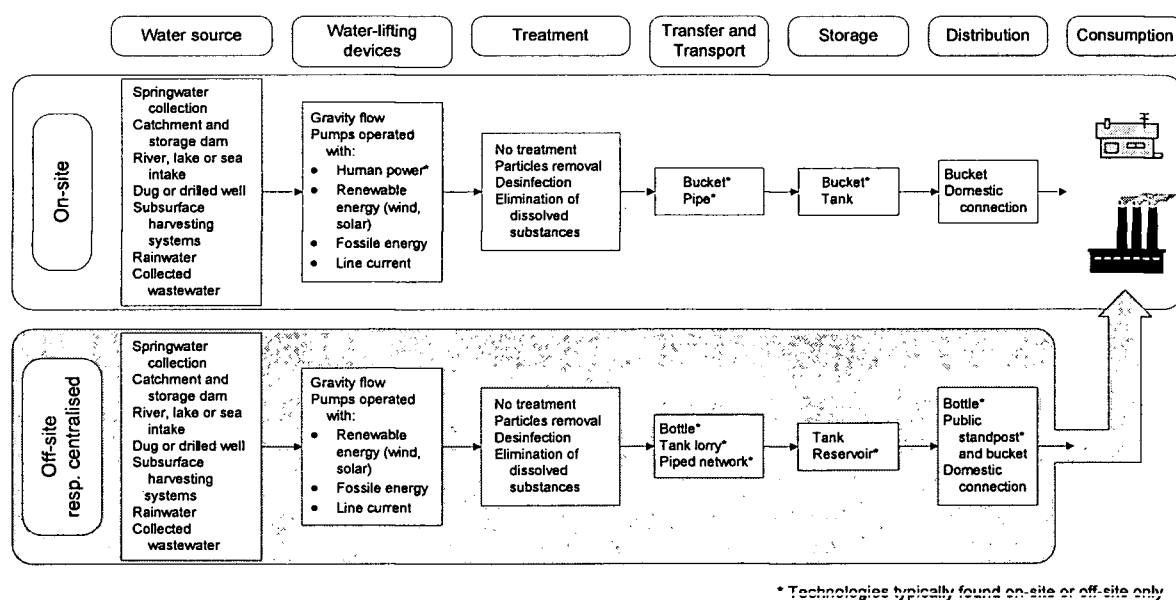 Water source
Water-lifting
devices
Treatment
Transfer and
Transport
Storage
Distribution
Consumption
On-site
Springwater
collection
Catchment and
storage dam
River, lake or sea
intake
Dug or drilled well
Subsurface
harvesting
systems
Rainwater
Collected
wastewater
Gravity flow
Pumps operated
with:
• Human power*
• Renewable
energy (wind,
solar)
• Fossile energy
• Line current
No treatment
Particles removal
Desinfection
Elimination of
dissolved
substances
Bucket*
Pipe*
Bucket*
Tank
Bucket
Domestic
connection
Off-site
resp. centralised
Springwater
collection
Catchment and
storage dam
River, lake or sea
intake
Dug or drilled well
Subsurface
harvesting
systems
Rainwater
Collected
wastewater
Gravity flow
Pumps operated
with:
• Renewable
energy (wind,
solar)
• Fossile energy
• Line current
No treatment
Particles removal
Desinfection
Elimination of
dissolved
substances
Bottle*
Tank lorry*
Piped network*
Tank
Reservoir*
Bottle*
Public
standpost*
and bucket
Domestic
connection
* Technologies typically found on-site or off-site only